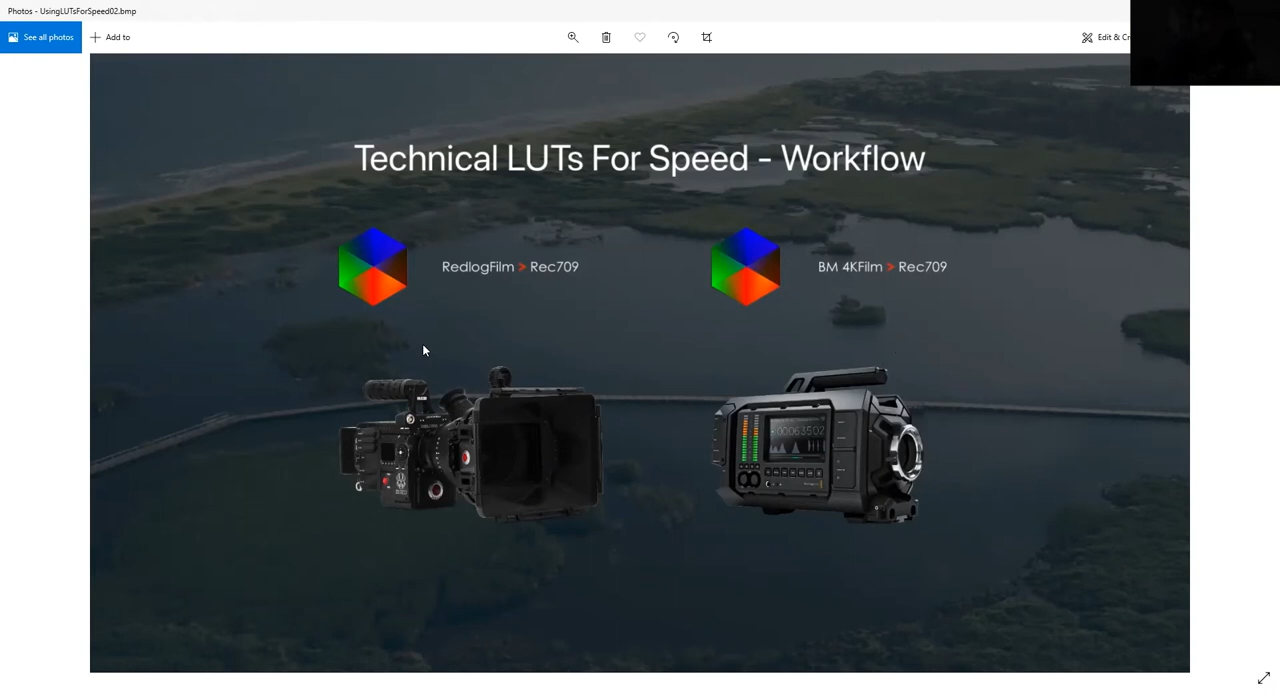 Photos - UsingLUTsForSpeed02.bmp
See all photos
Add to
Edit & Cr
Technical LUTs For Speed - Workflow
RedlogFilm > Rec709
BM 4KFilm > Rec709
00063502